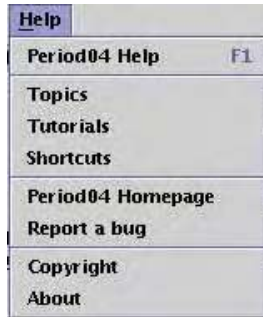 Help
Period04 Help F1
Topics
Tutorials
Shortcuts
Period04 Homepage
Report a bug
Copyright
About